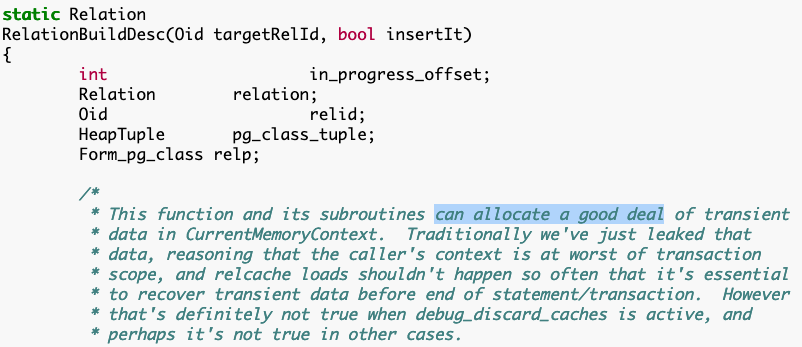 static Relation
RelationBuildDesc(Oid targetRelId, bool insertIt)
{
int in_progress_offset;
Relation relation;
Oid relid;
HeapTuple pg_class_tuple;
Form_pg_class relp;
/*
* This function and its subroutines can allocate a good deal of transient
* data in CurrentMemoryContext.  Traditionally we've just leaked that
* data, reasoning that the caller's context is at worst of transaction
* scope, and relcache loads shouldn't happen so often that it's essential
* to recover transient data before end of statement/transaction.  However
* that's definitely not true when debug_discard_caches is active, and
* perhaps it's not true in other cases.